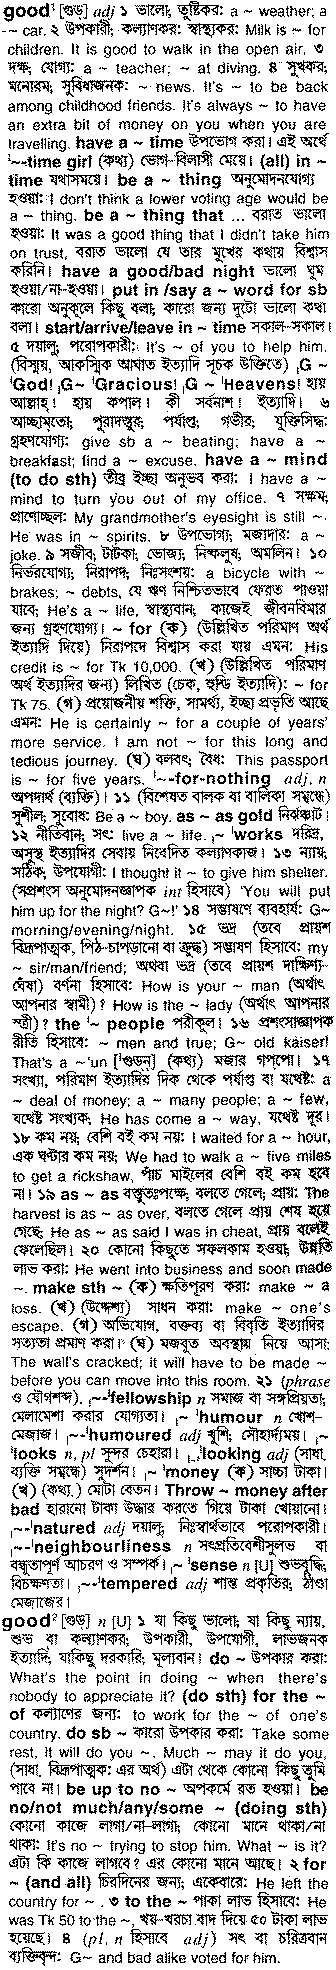 good¹ [গুড্] adj ১ ভালো, তুষ্টিকর: a ~ weather; a
~ car. ২ উপকারী; কল্যাণকর; স্বাস্থ্যকর: Milk is ~ for
children. It is good to walk in the open air. ৩
দক্ষ; যোগ্য: a ~ teacher; ~ at diving. ৪ সুখকর;
মনোরম; সুবিধাজনক: ~ news. It's ~ to be back
among childhood friends. It's always ~ to have
an extra bit of money on you when you are
travelling. have a ~ time উপভোগ করা। এই অর্থে
ˈ~-time girl (কথ্য) ভোগ-বিলাসী মেয়ে। (all) in ~
time যথাসময়ে। be a ~ thing অনুমোদনযোগ্য
হওয়া: I don't think a lower voting age would be
a ~ thing. be a ~ thing that ... বরাত ভালো
হওয়া: It was a good thing that I didn't take him
on trust, বরাত ভালো যে তার মুখের কথায় বিশ্বাস
করিনি। have a good/bad night ভালো ঘুম
হওয়া/না-হওয়া। put in /say a ~ word for sb
কারো অনুকূলে কিছু বলা; কারো জন্য দুটো ভালো কথা
বলা। start/arrive/leave in ~ time সকাল-সকাল।
৫ দয়ালু; পরোপকারী: It's ~ of you to help him.
(বিস্ময়, আকস্মিক আঘাত ইত্যাদি সূচক উক্তিতে) ˌG ~
ˈGod! ˌG~ ˈGracious! ˌG ~ ˈHeavens! হায়
আল্লাহ্! হায় কপাল! কী সর্বনাশ! ইত্যাদি। ৬
আচ্ছামতো; পুরাদস্তুর; পর্যাপ্ত; গভীর; যুক্তিসিদ্ধ;
গ্রহণযোগ্য: give sb a ~ beating; have a ~
breakfast; find a ~ excuse. have a ~ mind
(to do sth) তীব্র ইচ্ছা অনুভব করা: I have a ~
mind to turn you out of my office. ৭ সক্ষম;
প্রাণোচ্ছল: My grandmother's eyesight is still ~.
He was in ~ spirits. ৮ উপভোগ্য; মজাদার: a ~
joke. ৯ সজীব; টাটকা; ভোজ্য; নিষ্কলুষ; অমলিন। ১০
নির্ভরযোগ্য; নিরাপদ; নিঃসংশয়: a bicycle with ~
brakes; ~ debts, যে ঋণ নিশ্চিতভাবে ফেরত পাওয়া
যাবে; He's a ~ life, স্বাস্থ্যবান; কাজেই জীবনবিমার
জন্য গ্রহণযোগ্য। ~ for (ক) (উল্লিখিত পরিমাণ অর্থ
ইত্যাদি দিয়ে) নিরাপদে বিশ্বাস করা যায় এমন: His
credit is ~ for Tk 10,000. (খ) (উল্লিখিত পরিমাণ
অর্থ ইত্যাদির জন্য) লিখিত (চেক, হুন্ডি ইত্যাদি): ~ for
Tk 75. (গ) প্রয়োজনীয় শক্তি, সামর্থ্য, ইচ্ছা প্রভৃতি আছে
এমন: He is certainly ~ for a couple of years'
more service. I am not ~ for this long and
tedious journey. (ঘ) বলবৎ; বৈধ: This passport
is ~ for five years. ˈ~-for-nothing adj, n
অপদার্থ (ব্যক্তি)। ১১ (বিশেষত বালক বা বালিকা সম্বন্ধে)
সুশীল; সুবোধ: Be a ~ boy. as ~ as gold নির্ঝঞ্ঝাট।
১২ নীতিবান; সৎ: live a ~ life. ˌ~ ˈworks দরিদ্র,
অসুস্থ ইত্যাদির সেবায় নিবেদিত কল্যাণকাজ। ১৩ ন্যায্য;
সঠিক; উপযোগী: I thought it ~ to give him shelter.
(সপ্রশংস অনুমোদনজ্ঞাপক int হিসাবে) 'You will put
him up for the night? G~!' ১৪ সম্ভাষণে ব্যবহার্য: G~
morning/evening/night. ১৫ ভদ্র (তবে প্রায়শ
বিদ্রূপাত্মক, পিঠ-চাপড়ানো বা ক্রুদ্ধ) সম্ভাষণ হিসাবে: my
~ sir/man/friend; অথবা ভদ্র (তবে প্রায়শ দাক্ষিণ্য-
ঘেঁষা) বর্ণনা হিসাবে: How is your ~ man (অর্থাৎ
আপনার স্বামী)? How is the ~ lady (অর্থাৎ আপনার
স্ত্রী)? the ˈ~ people পরীকুল। ১৬ প্রশংসাজ্ঞাপক
রীতি হিসাবে: ~ men and true; G~ old kaiser!
That's a ~'un [ˈগুডন্] (কথ্য) মজার গপ্পো। ১৭
সংখ্যা, পরিমাণ ইত্যাদির দিক থেকে পর্যাপ্ত বা যথেষ্ট: a
~ deal of money; a ~ many people; a ~ few,
যথেষ্ট সংখ্যক; He has come a ~ way, যথেষ্ট দূর।
১৮ কম নয়; বেশি বই কম নয়: I waited for a ~ hour,
এক ঘণ্টার কম নয়; We had to walk a ~ five miles
to get a rickshaw, পাঁচ মাইলের বেশি বই কম হবে
না। ১৯ as ~ as বস্তুতঃপক্ষে; বলতে গেলে; প্রায়: The
harvest is as ~ as over, বলতে গেলে প্রায় শেষ হয়ে
গেছে; He as ~ as said I was in cheat, প্রায় বলেই
ফেলেছিল। ২০ কোনো কিছুতে সফলকাম হওয়া; উন্নতি
লাভ করা: He went into business and soon made
~. make sth ~ (ক) ক্ষতিপূরণ করা: make ~ a
loss. (খ) (উদ্দেশ্য) সাধন করা: make ~ one's
escape. (গ) অভিযোগ, বক্তব্য বা বিবৃতি ইত্যাদির
সত্যতা প্রমাণ করা। (ঘ) মজবুত অবস্থায় নিয়ে আসা:
The wall's cracked; it will have to be made ~
before you can move into this room. ২১ (phrase
ও যৌগশব্দ). ˌ~-ˈfellowship n সমাজ বা সঙ্গপ্রিয়তা;
মেলামেশা করার যোগ্যতা। ˌ~ ˈhumour n খোশ-
মেজাজ। ˌ~-ˈhumoured adj খুশি; সৌহার্দ্যময়। ˌ~
ˈlooks n, pl সুন্দর চেহারা। ˌ~ˈlooking adj (সাধা.
ব্যক্তি সম্বন্ধে) সুদর্শন। ˌ~ ˈmoney (ক) সাচ্চা টাকা।
(খ) (কথ্য.) মোটা বেতন। Throw ~ money after
bad হারানো টাকা উদ্ধার করতে গিয়ে টাকা খোয়ানো।
ˌ~-ˈnatured adj দয়ালু; নিঃস্বার্থভাবে পরোপকারী।
ˌ~-ˈneighbourliness n সৎপ্রতিবেশীসুলভ বা
বন্ধুত্বপূর্ণ আচরণ ও সম্পর্ক। ˌ~ ˈsense n [U] শুভবুদ্ধি;
বিচক্ষণতা। ˌ~-ˈtempered adj শান্ত প্রকৃতির; ঠাণ্ডা
মেজাজের।
good² [গুড্] n [U] ১ যা কিছু ভালো; যা কিছু ন্যায়,
শুভ বা কল্যাণকর; উপকারী, উপযোগী, লাভজনক
ইত্যাদি; যাকিছু দরকারি; মূল্যবান। do ~ উপকার করা:
What's the point in doing ~ when there's
nobody to appreciate it? (do sth) for the ~
of কল্যাণের জন্য: to work for the ~ of one's
country. do sb ~ কারো উপকার করা: Take some
rest, it will do you ~. Much ~ may it do you,
(সাধা. বিদ্রূপাত্মক: এর অর্থ) এটা থেকে কোনো কিছু তুমি
পাবে না। be up to no ~ অপকর্মে রত হওয়া। be
no/not much/any/some ~ (doing sth)
কোনো কাজে লাগা/না-লাগা; কোনো মানে থাকা/না
থাকা: It's no ~ trying to stop him. What ~ is it?
এটা কি কাজে লাগবে? এর কোনো মানে আছে। ২ for
~ (and all) চিরদিনের জন্য; একেবারে: He left the
country for ~ . ৩ to the ~ পাকা লাভ হিসাবে: He
was Tk 50 to the ~, খয়-খরচা বাদ দিয়ে ৫০ টাকা লাভ
হয়েছে। ৪ (pl, n হিসাবে adj) সৎ বা চরিত্রবান
ব্যক্তিবৃন্দ: G~ and bad alike voted for him.